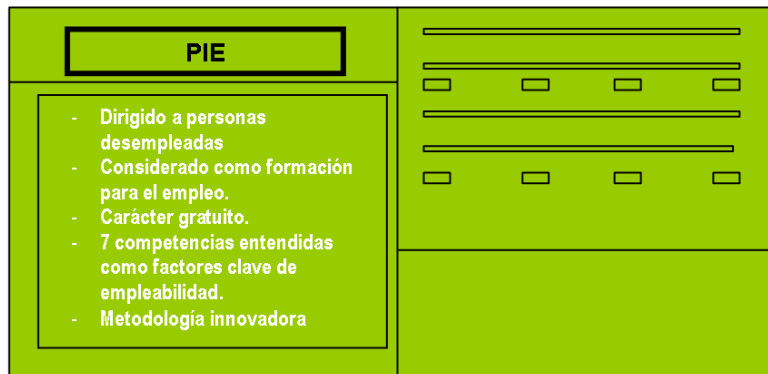 PIE
- Dirigido a personas
desempleadas
- Considerado como formación
para el empleo.
- Carácter gratuito.
- 7 competencias entendidas
como factores clave de
empleabilidad.
- Metodología innovadora